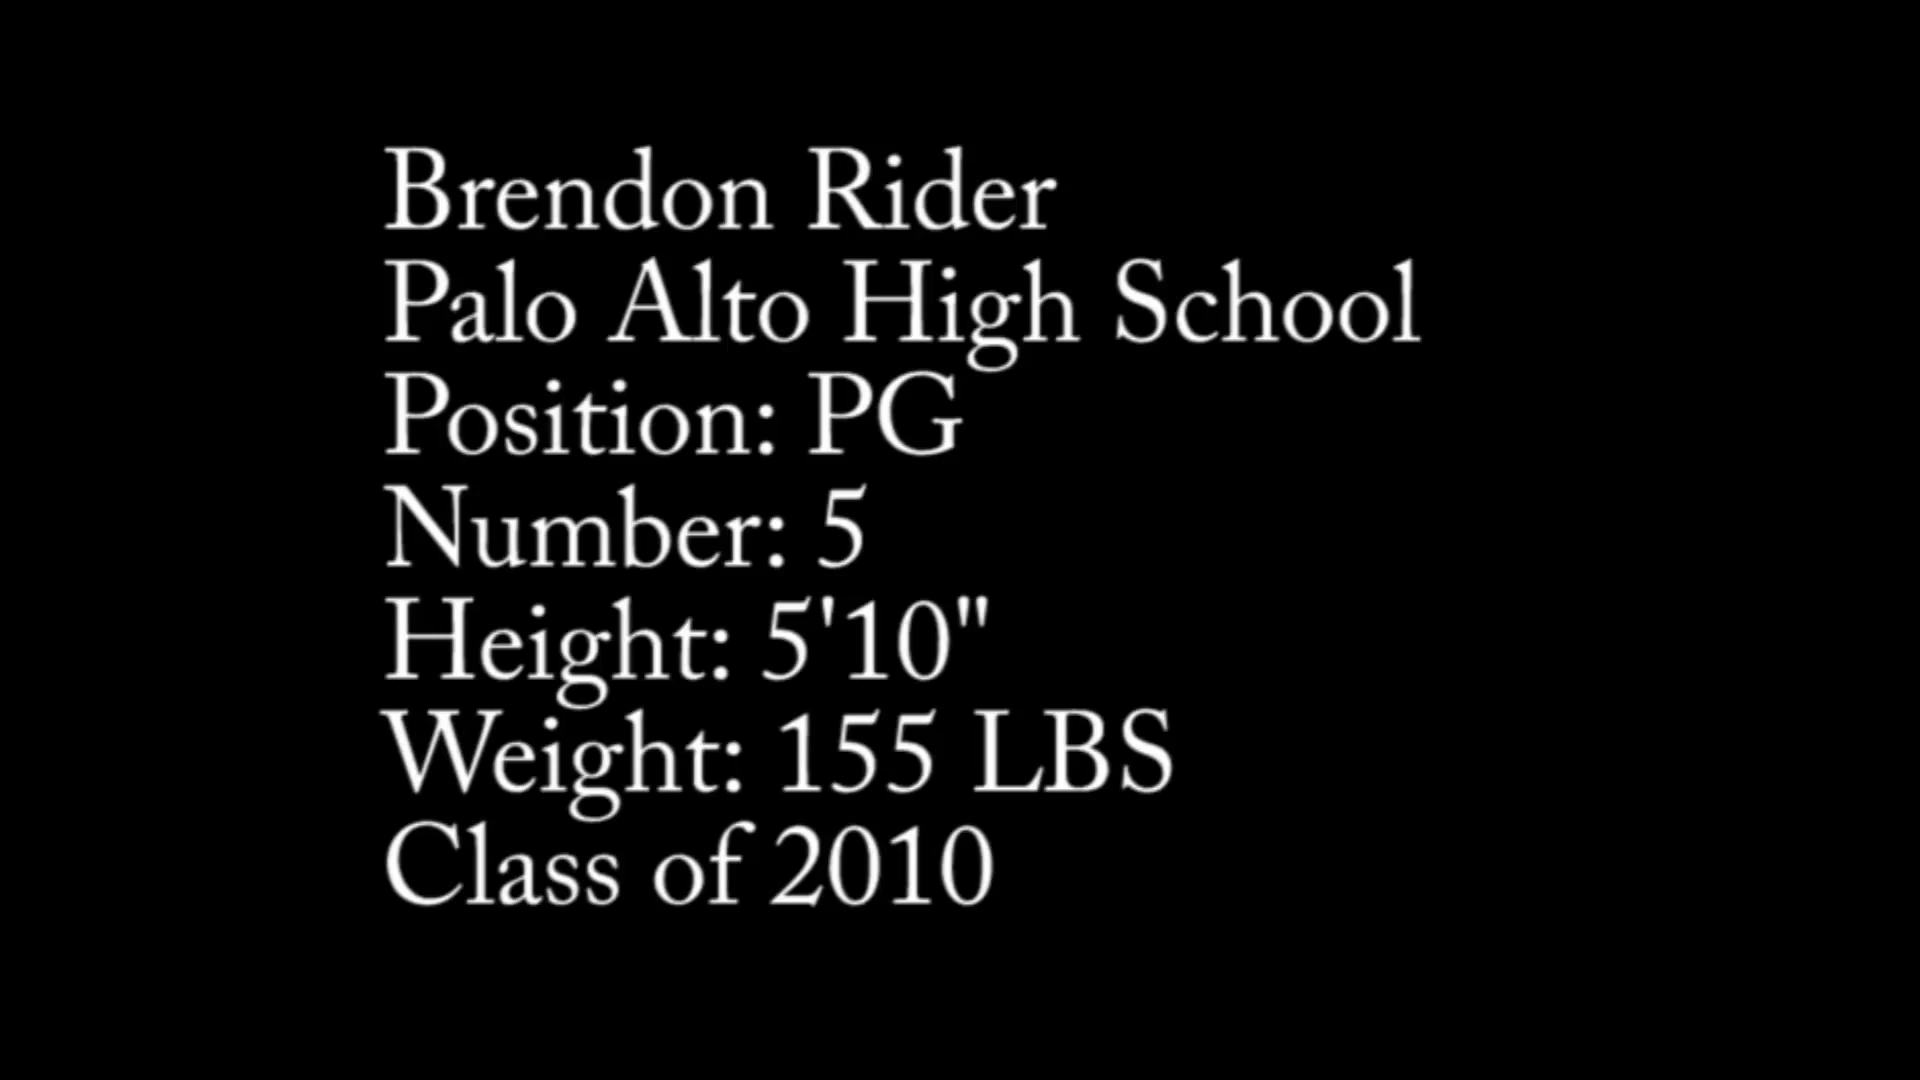 Brendon Rider
Palo Alto High School
Position: PG
Number: 5
Height: 5'10"
Weight: 155 LBS
Class of 2010